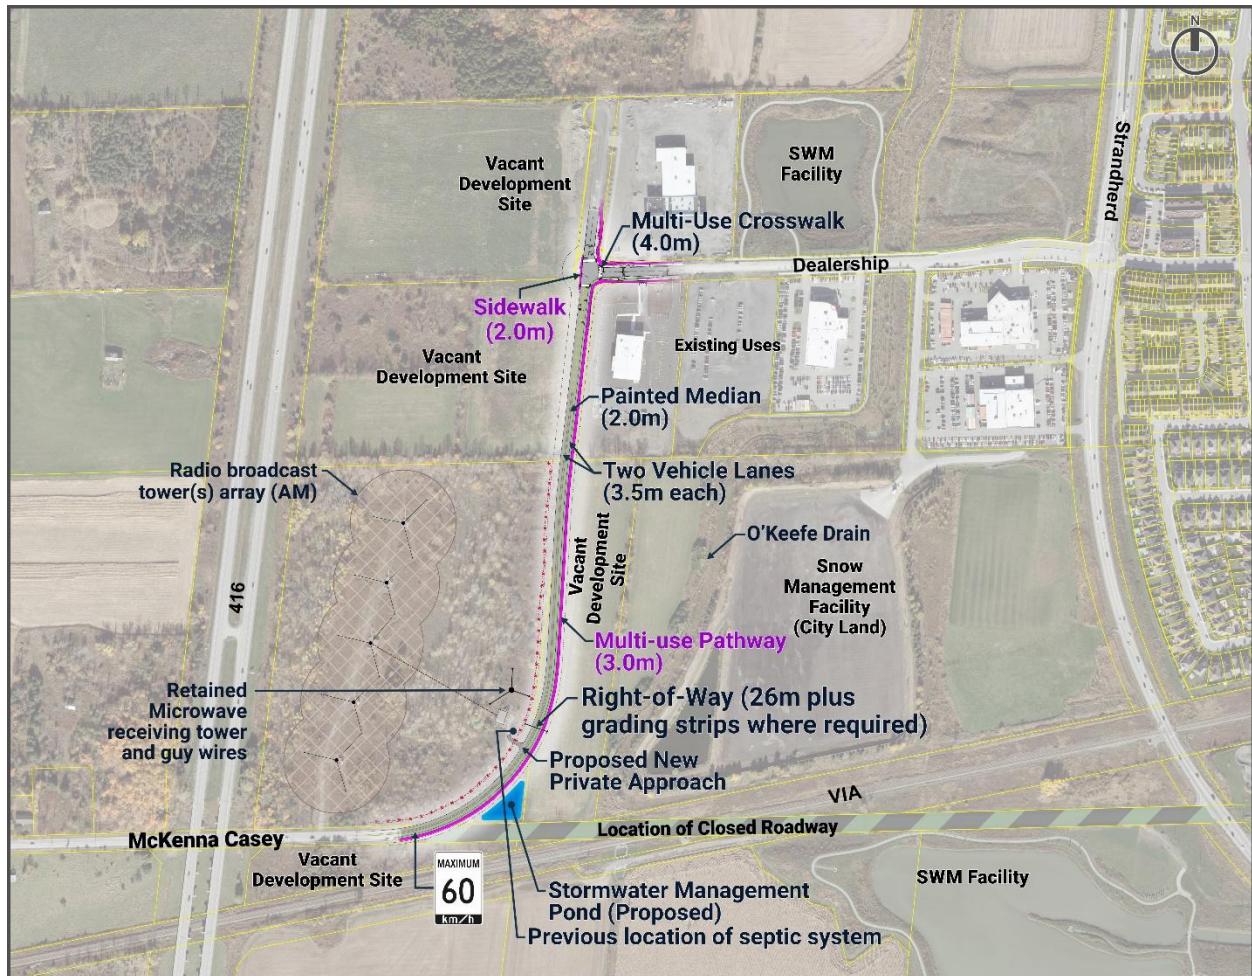 N
Strandherd
Vacant
Development
Site
SWM
Facility
Multi-Use Crosswalk
(4.0m)
Dealership
Sidewalk
(2.0m)
Vacant
Development Site
Existing Uses
Painted Median
(2.0m)
Radio broadcast
tower(s) array (AM)
Two Vehicle Lanes
(3.5m each)
O'Keefe Drain
Vacant
Development
Site
Snow
Management
Facility
(City Land)
416
Multi-use Pathway
(3.0m)
Retained
Microwave
receiving tower
and guy wires
Right-of-Way (26m plus
grading strips where required)
Proposed New
Private Approach
VIA
McKenna Casey
Location of Closed Roadway
Vacant
Development Site
MAXIMUM
60
km/h
SWM Facility
Stormwater Management
Pond (Proposed)
Previous location of septic system